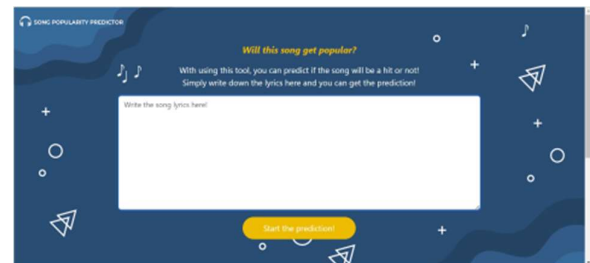 SONG POPULARITY PREDICTOR
Will this song get popular?
With using this tool, you can predict if the song will be a hit or not!
Simply write down the lyrics here and you can get the prediction!
Write the song lyrics here!
Start the prediction!